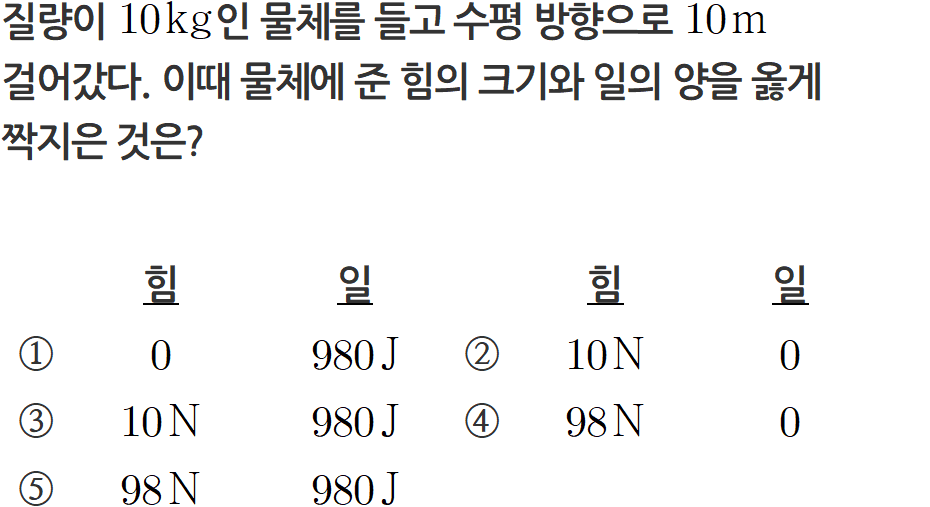 질량이 10kg인 물체를 들고 수평 방향으로 10m
걸어갔다. 이때 물체에 준 힘의 크기와 일의 양을 옳게
짝지은 것은?
힘 일 힘 일
① 0 980J ② 10N 0
③ 10N 980J ④ 98N 0
⑤ 98N 980J